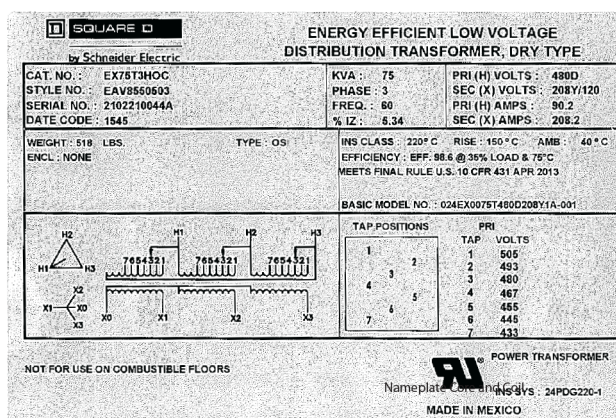 SQUARE D
by Schneider Electric
ENERGY EFFICIENT LOW VOLTAGE
DISTRIBUTION TRANSFORMER, DRY TYPE
CAT. NO. : EX75T3HOC
STYLE NO. : EAV8550503
SERIAL NO. : 2102210044A
DATE CODE : 1545
KVA : 75
PHASE : 3
FREQ. : 60
% IZ : 5.34
PRI (H) VOLTS : 480D
SEC (X) VOLTS : 208Y/120
PRI (H) AMPS : 90.2
SEC (X) AMPS : 208.2
WEIGHT : 518 LBS. TYPE : OSI
ENCL : NONE
INS CLASS : 220° C RISE : 150 ° C AMB : 40 ° C
EFFICIENCY : EFF: 98.6 @ 35% LOAD & 75°C
MEETS FINAL RULE U.S. 10 CFR 431 APR 2013
BASIC MODEL NO. : 024EX0075T480D208Y1A-001
H2
H1 H3
X2
X1 X0
X3
H1 H2 H3
7654321 7654321 7654321
X0 X1 X2 X3
TAP POSITIONS
1
2
3
4
5
6
7
PRI
TAP VOLTS
1 505
2 493
3 480
4 467
5 455
6 445
7 433
NOT FOR USE ON COMBUSTIBLE FLOORS
POWER TRANSFORMER
Nameplate Core and Coil
INS SYS : 24PDG220-1
MADE IN MEXICO